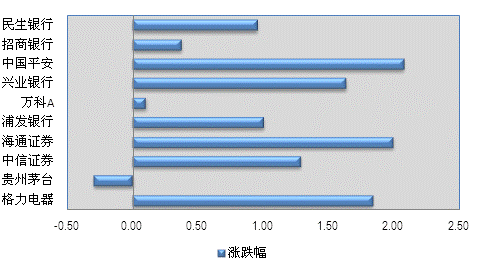 民生银行
招商银行
中国平安
兴业银行
万科A
浦发银行
海通证券
中信证券
贵州茅台
格力电器
-0.50 0.00 0.50 1.00 1.50 2.00 2.50
涨跌幅